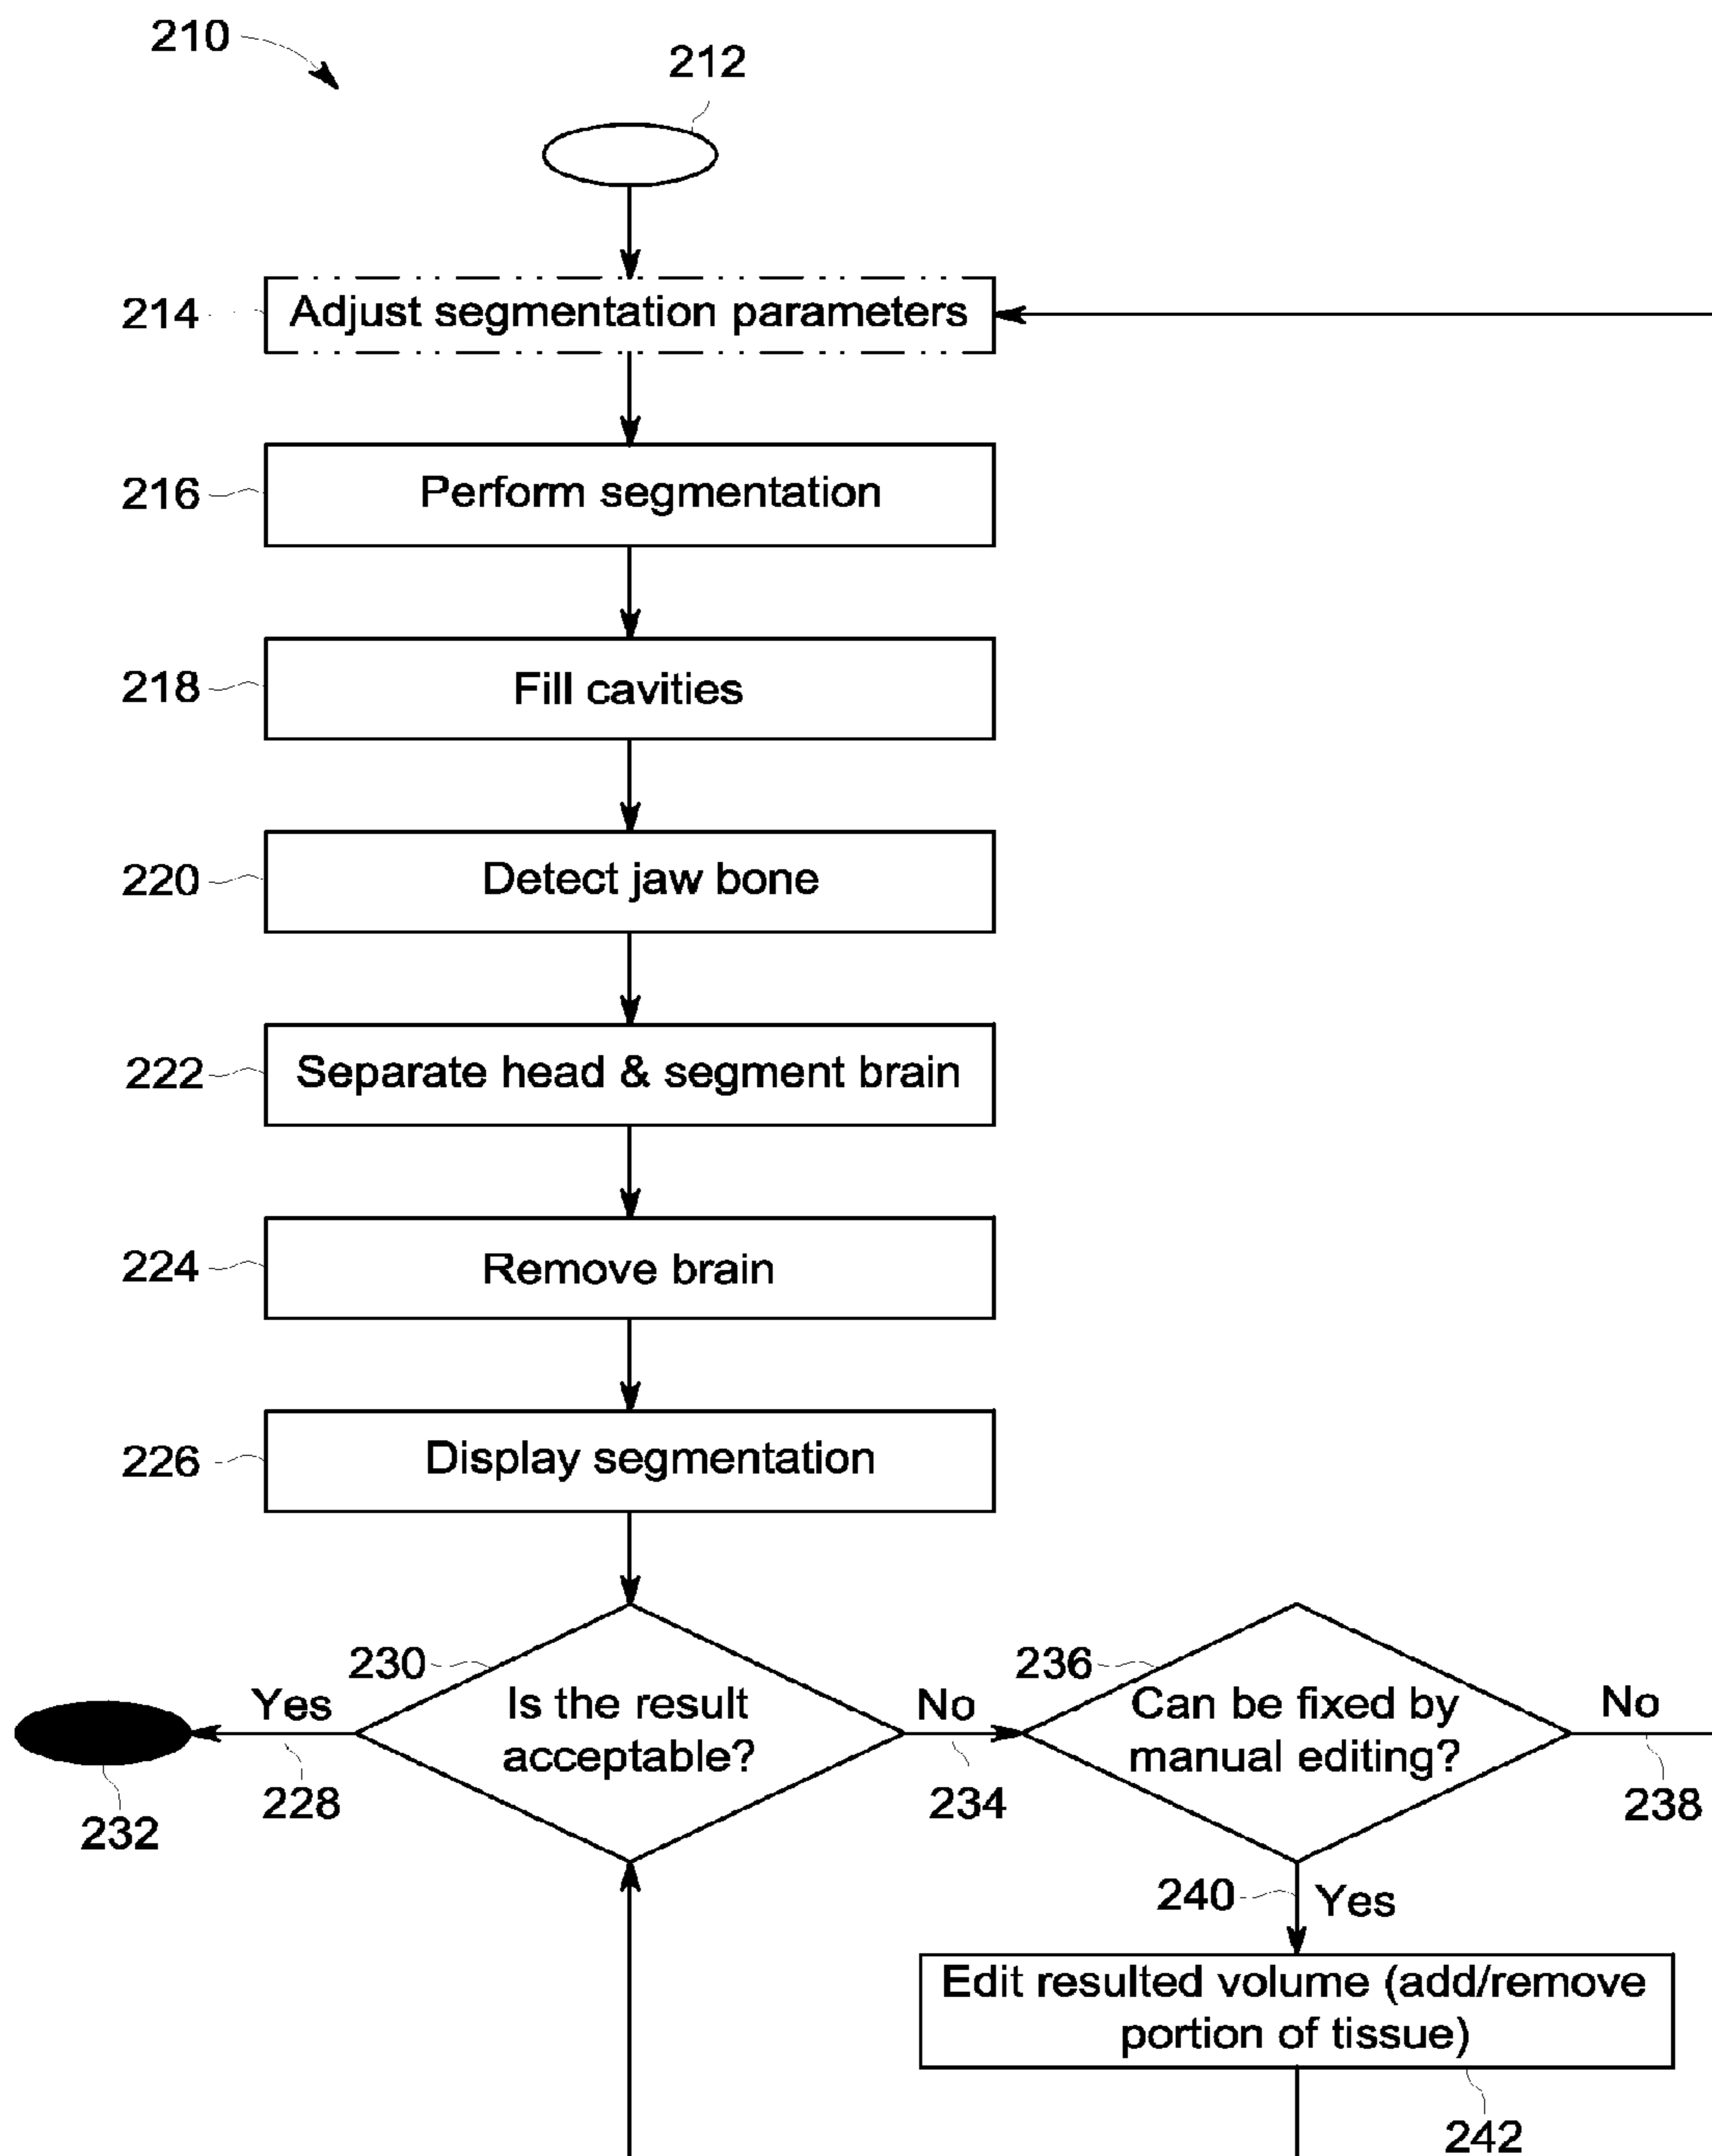 210
212
214
Adjust segmentation parameters
216
Perform segmentation
218
Fill cavities
220
Detect jaw bone
222
Separate head & segment brain
224
Remove brain
226
Display segmentation
230
Is the result
acceptable?
Yes
228
232
No
234
236
Can be fixed by
manual editing?
No
238
240
Yes
Edit resulted volume (add/remove
portion of tissue)
242